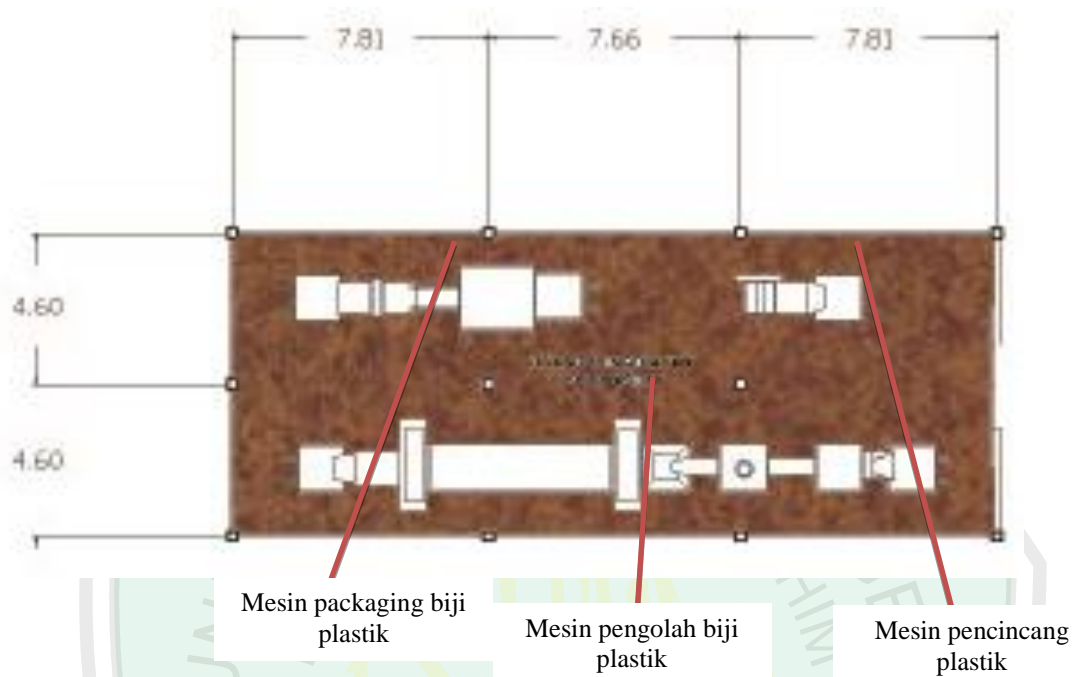 7.81
7.66
7.81
4.60
4.60
Mesin packaging biji
plastik
Mesin pengolah biji
plastik
Mesin pencincang
plastik